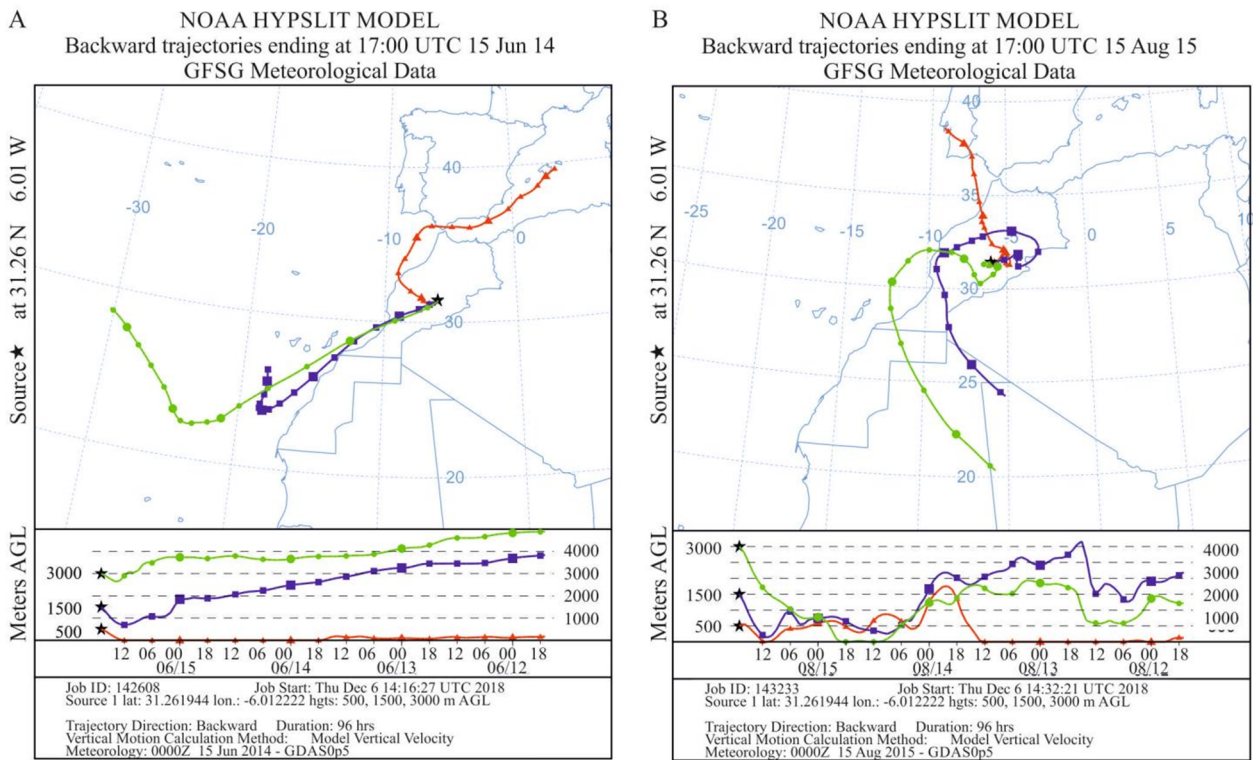 A
NOAA HYPSLIT MODEL
Backward trajectories ending at 17:00 UTC 15 Jun 14
GFSG Meteorological Data
Source★ at 31.26 N 6.01 W
-30
-20
-10
0
40
30
20
Meters AGL
3000
1500
500
4000
3000
2000
1000
12 06 00 18 12 06 00 18 12 06 00 18 12 06 00 18
06/15 06/14 06/13 06/12
Job ID: 142608 Job Start: Thu Dec 6 14:16:27 UTC 2018
Source 1 lat: 31.261944 lon.: -6.012222 hgts: 500, 1500, 3000 m AGL
Trajectory Direction: Backward Duration: 96 hrs
Vertical Motion Calculation Method: Model Vertical Velocity
Meteorology: 0000Z 15 Jun 2014 - GDAS0p5
B
NOAA HYPSLIT MODEL
Backward trajectories ending at 17:00 UTC 15 Aug 15
GFSG Meteorological Data
Source★ at 31.26 N 6.01 W
40
35
-25
-20
-15
-10
-5
0
5
30
25
20
Meters AGL
3000
1500
500
4000
3000
2000
1000
12 06 00 18 12 06 00 18 12 06 00 18 12 06 00 18
08/15 08/14 08/13 08/12
Job ID: 143233 Job Start: Thu Dec 6 14:32:21 UTC 2018
Source 1 lat: 31.261944 lon.: -6.012222 hgts: 500, 1500, 3000 m AGL
Trajectory Direction: Backward Duration: 96 hrs
Vertical Motion Calculation Method: Model Vertical Velocity
Meteorology: 0000Z 15 Aug 2015 - GDAS0p5